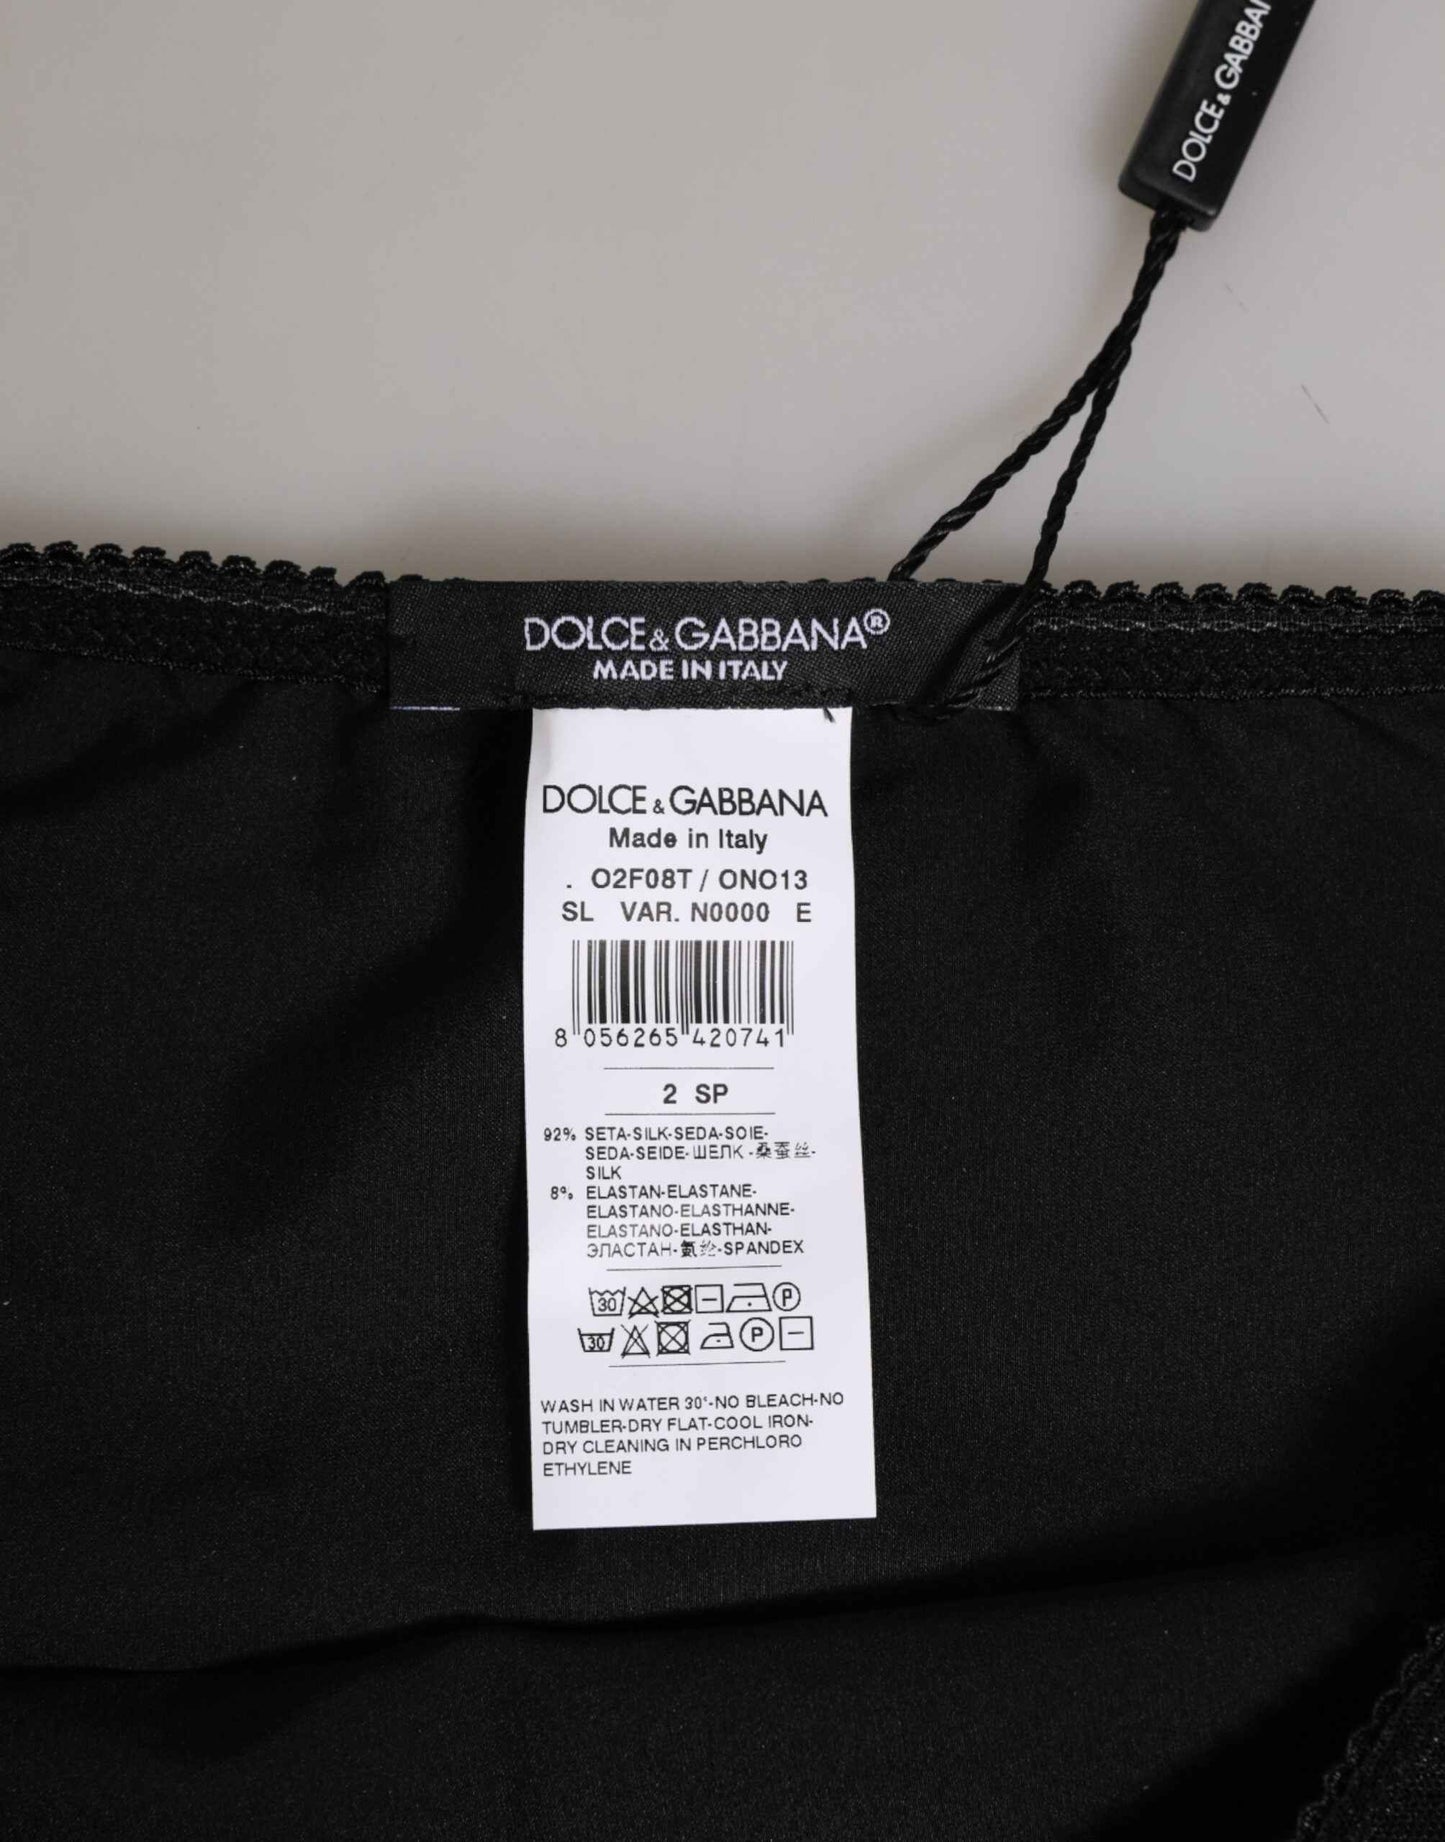 DOLCE&GABBA
DOLCE&GABBANA®
MADE IN ITALY
DOLCE&GABBANA
Made in Italy
. O2F08T / ONO13
SL VAR. N0000 E
8 056265 420741
2 SP
92% SETA-SILK-SEDA-SOIE-
SEDA-SEIDE-ШЕЛК-桑蚕丝-
SILK
8% ELASTAN-ELASTANE-
ELASTANO-ELASTHANNE-
ELASTANO-ELASTHAN-
ЭЛАСТАН-氨纶-SPANDEX
30 P
30 P
WASH IN WATER 30°-NO BLEACH-NO
TUMBLER-DRY FLAT-COOL IRON-
DRY CLEANING IN PERCHLORO
ETHYLENE